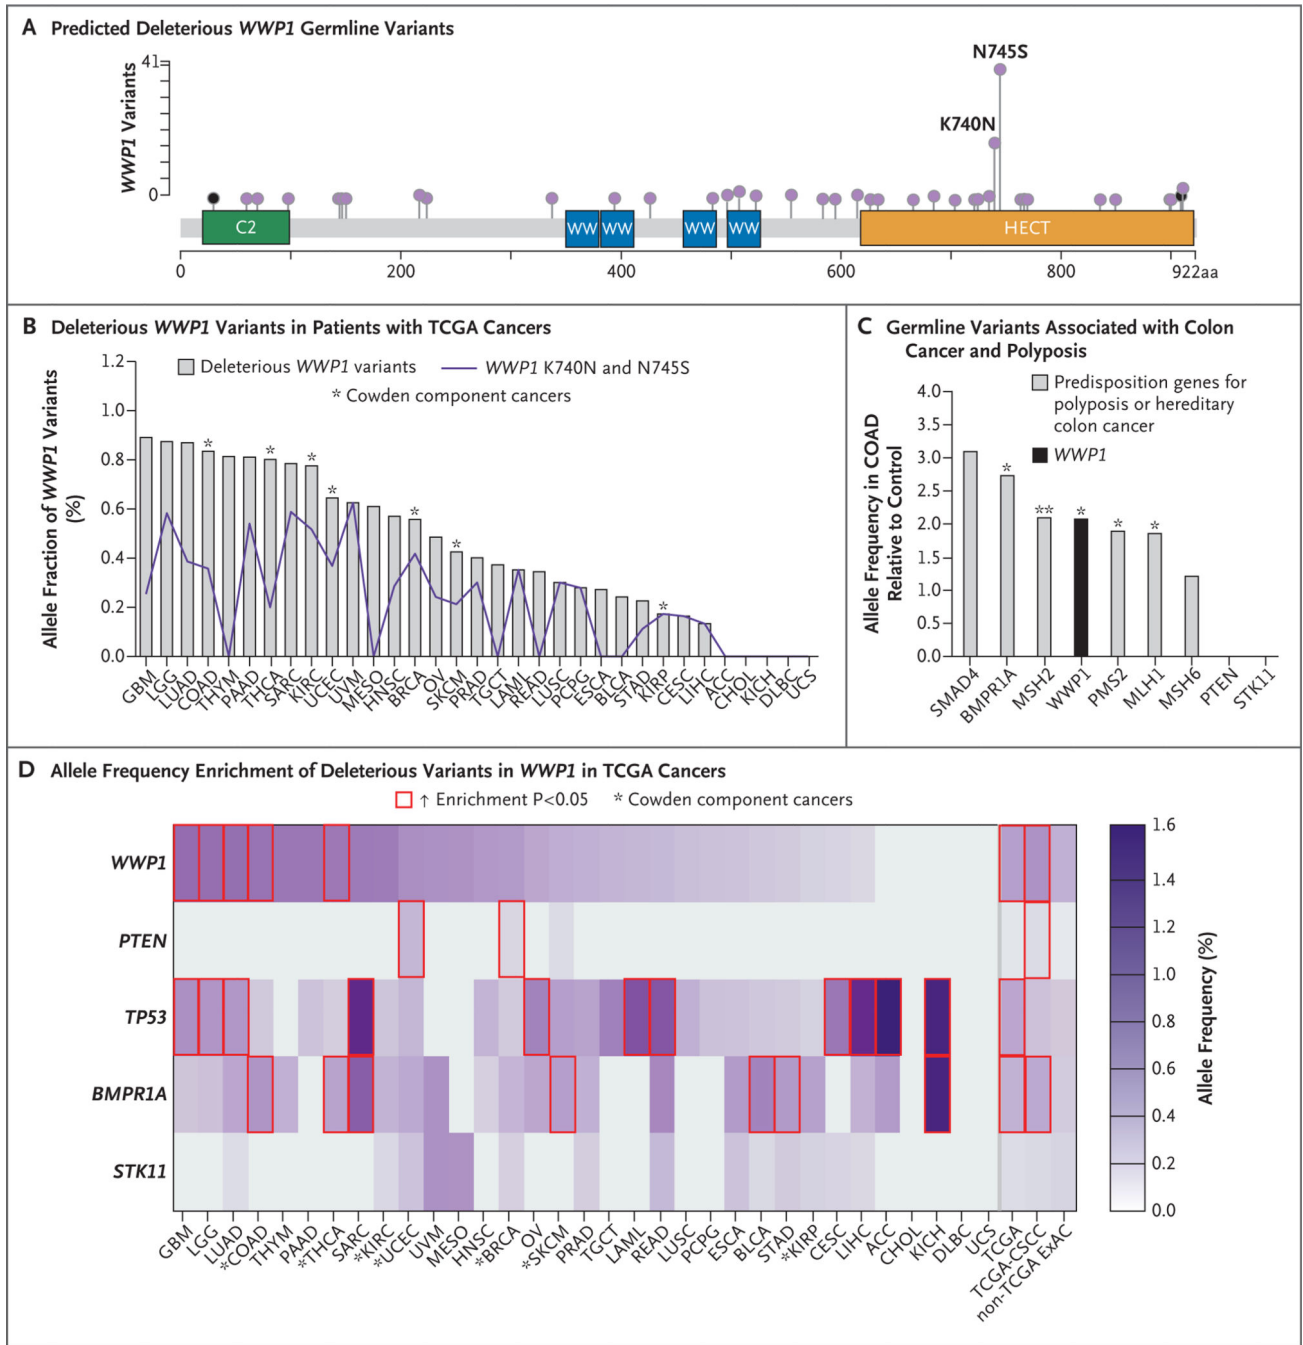 A Predicted Deleterious WWP1 Germline Variants
WWP1 Variants
41
0
N745S
K740N
C2
WW
WW
WW
WW
HECT
0
200
400
600
800
922aa
B Deleterious WWP1 Variants in Patients with TCGA Cancers
Deleterious WWP1 variants
WWP1 K740N and N745S
* Cowden component cancers
Allele Fraction of WWP1 Variants
(%)
1.2
1.0
0.8
0.6
0.4
0.2
0.0
* * * * * * *
GBM
LGG
LUAD
COAD
THYM
PAAD
THCA
SARC
KIRC
UCEC
UVM
MESO
HNSC
BRCA
OV
SKCM
PRAD
TGCT
LAML
READ
LUSC
PCPG
ESCA
BLCA
STAD
KIRP
CESC
LIHC
ACC
CHOL
KICH
DLBC
UCS
C Germline Variants Associated with Colon
Cancer and Polyposis
Predisposition genes for
polyposis or hereditary
colon cancer
WWP1
Allele Frequency in COAD
Relative to Control
4.0
3.5
3.0
2.5
2.0
1.5
1.0
0.5
0.0
* ** * * *
SMAD4
BMPR1A
MSH2
WWP1
PMS2
MLH1
MSH6
PTEN
STK11
D Allele Frequency Enrichment of Deleterious Variants in WWP1 in TCGA Cancers
↑ Enrichment P<0.05
* Cowden component cancers
WWP1
PTEN
TP53
BMPR1A
STK11
GBM
LGG
LUAD
*COAD
THYM
PAAD
*THCA
SARC
*KIRC
*UCEC
UVM
MESO
HNSC
*BRCA
OV
*SKCM
PRAD
TGCT
LAML
READ
LUSC
PCPG
ESCA
BLCA
STAD
*KIRP
CESC
LIHC
ACC
CHOL
KICH
DLBC
UCS
TCGA
TCGA-CSCC
non-TCGA ExAC
1.6
1.4
1.2
1.0
0.8
0.6
0.4
0.2
0.0
Allele Frequency (%)